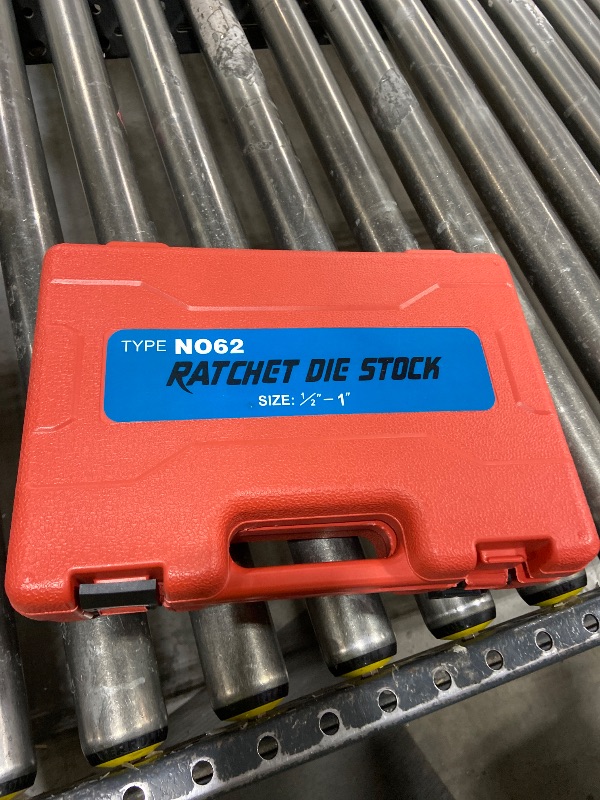 TYPE NO62
RATCHET DIE STOCK
SIZE: 1/2" - 1"